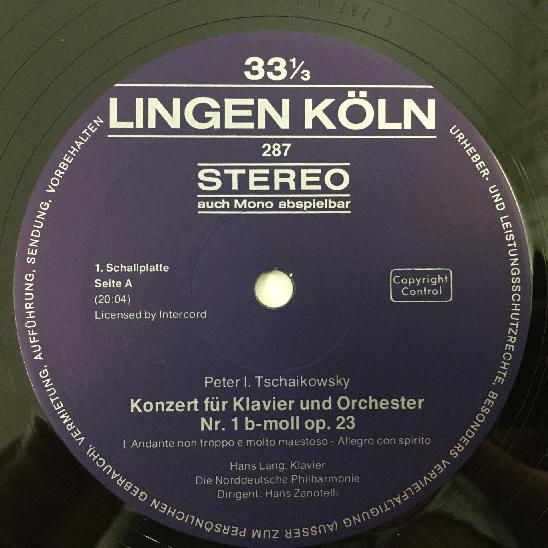 33⅓
LINGEN KÖLN
287
STEREO
auch Mono abspielbar
1. Schallplatte
Seite A
(20:04)
Licensed by Intercord
Copyright
Control
Peter I. Tschaikowsky
Konzert für Klavier und Orchester
Nr. 1 b-moll op. 23
I. Andante non troppo e molto maestoso - Allegro con spirito
Hans Lang, Klavier
Die Norddeutsche Philharmonie
Dirigent: Hans Zanotelli
URHEBER- UND LEISTUNGSSCHUTZRECHTE, BESONDERS VERVIELFÄLTIGUNG (AUSSER ZUM PERSÖNLICHEN GEBRAUCH), VERMIETUNG, AUFFÜHRUNG, SENDUNG, VORBEHALTEN